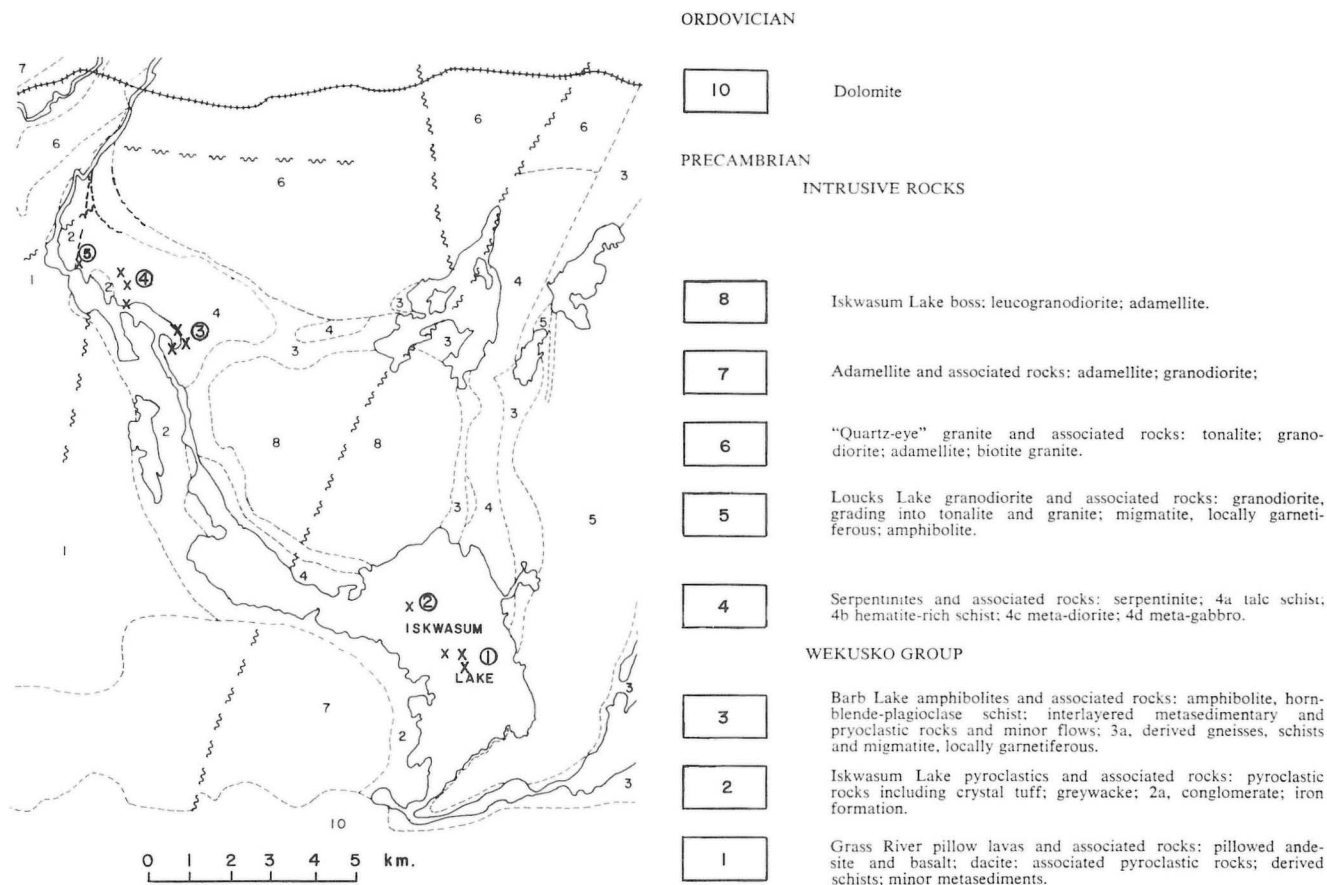 7
6
6
6
6
3
2
⑤
1
2
④
4
③
3
4
3
4
5
3
3
2
8
8
3
4
5
1
4
②
ISKWASUM
①
LAKE
7
2
3
3
10
0 1 2 3 4 5 km.
ORDOVICIAN
10 Dolomite
PRECAMBRIAN
INTRUSIVE ROCKS
8 Iskwasum Lake boss; leucogranodiorite; adamellite.
7 Adamellite and associated rocks: adamellite; granodiorite;
6 "Quartz-eye" granite and associated rocks: tonalite; grano-
diorite; adamellite; biotite granite.
5 Loucks Lake granodiorite and associated rocks: granodiorite,
grading into tonalite and granite; migmatite, locally garneti-
ferous; amphibolite.
4 Serpentinites and associated rocks: serpentinite; 4a talc schist;
4b hematite-rich schist; 4c meta-diorite; 4d meta-gabbro.
WEKUSKO GROUP
3 Barb Lake amphibolites and associated rocks: amphibolite, horn-
blende-plagioclase schist; interlayered metasedimentary and
pryoclastic rocks and minor flows; 3a, derived gneisses, schists
and migmatite, locally garnetiferous.
2 Iskwasum Lake pyroclastics and associated rocks: pyroclastic
rocks including crystal tuff; greywacke; 2a, conglomerate; iron
formation.
1 Grass River pillow lavas and associated rocks: pillowed ande-
site and basalt; dacite; associated pyroclastic rocks; derived
schists; minor metasediments.